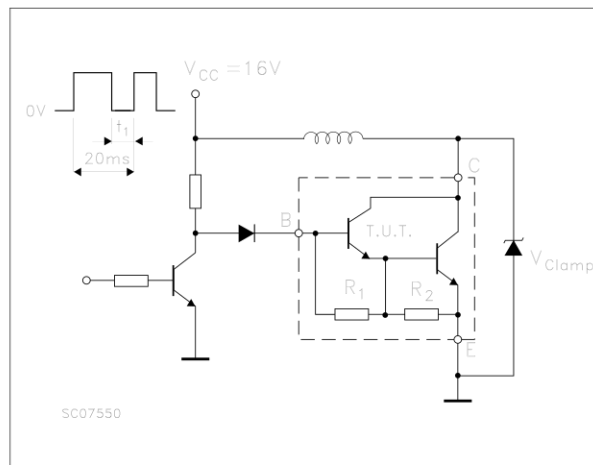 V_CC =16V
0V
t_1
20ms
C
B
T.U.T.
V_Clamp
R_1
R_2
E
SC07550